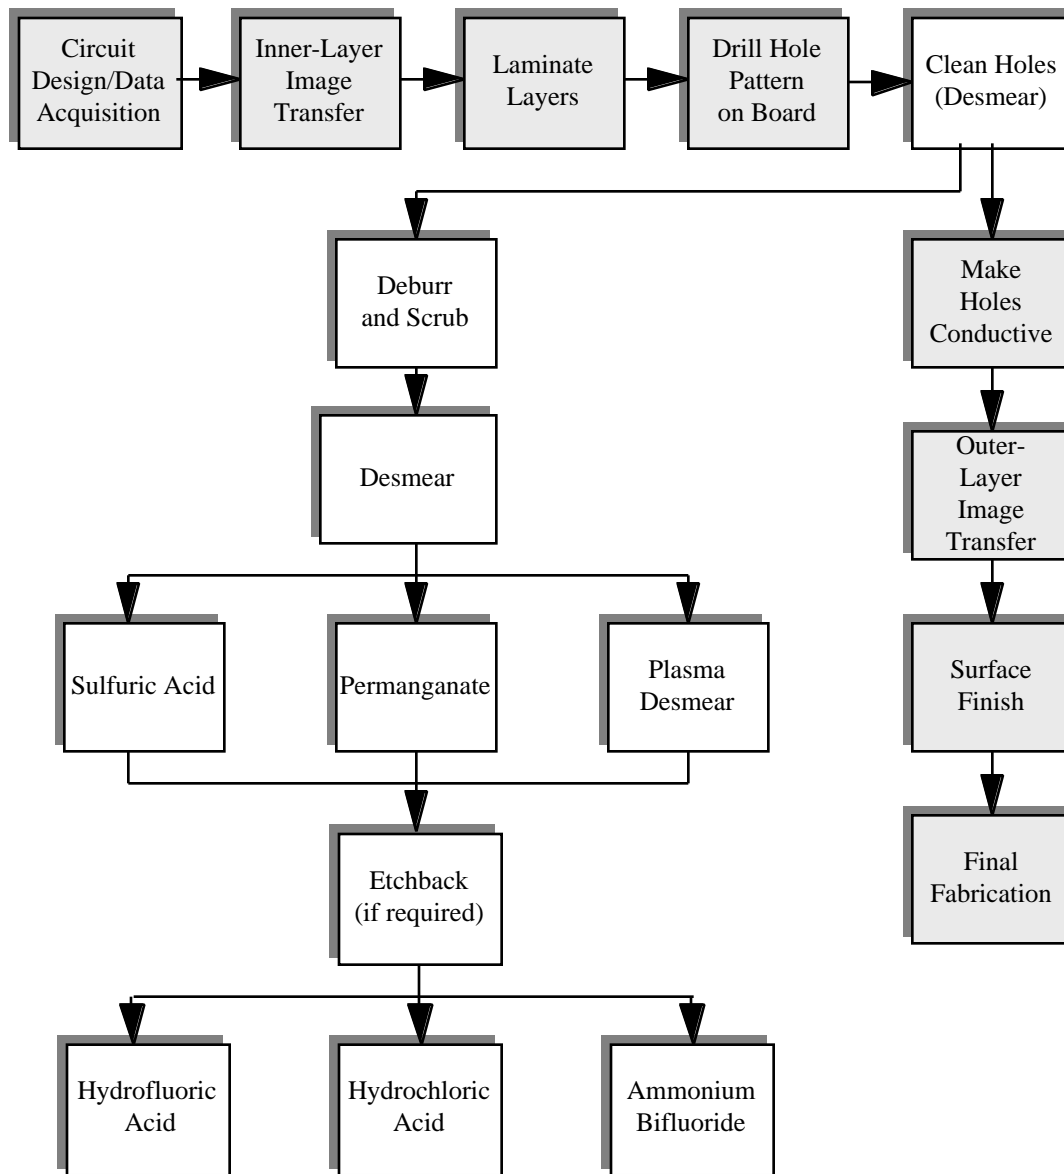 Circuit
Design/Data
Acquisition
Inner-Layer
Image
Transfer
Laminate
Layers
Drill Hole
Pattern
on Board
Clean Holes
(Desmear)
Deburr
and Scrub
Make
Holes
Conductive
Desmear
Outer-
Layer
Image
Transfer
Sulfuric Acid
Permanganate
Plasma
Desmear
Surface
Finish
Etchback
(if required)
Final
Fabrication
Hydrofluoric
Acid
Hydrochloric
Acid
Ammonium
Bifluoride